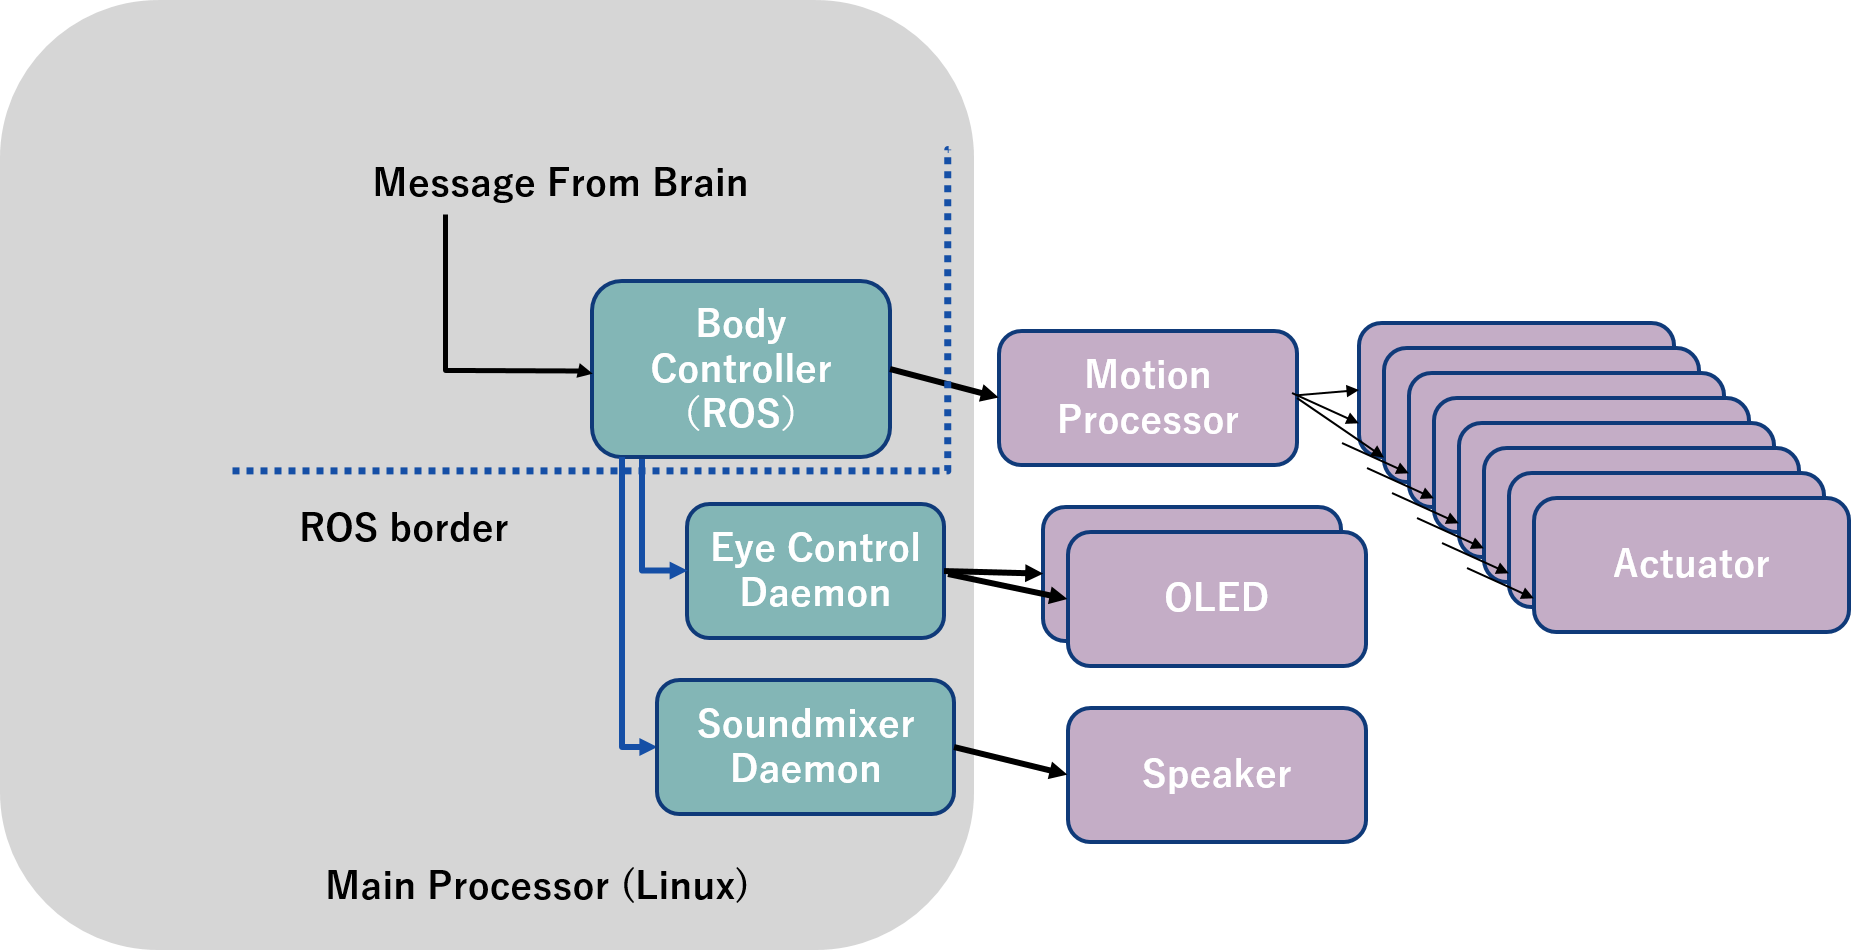 Message From Brain
Body
Controller
（ROS）
Motion
Processor
ROS border
Eye Control
Daemon
OLED
Actuator
Soundmixer
Daemon
Speaker
Main Processor (Linux)